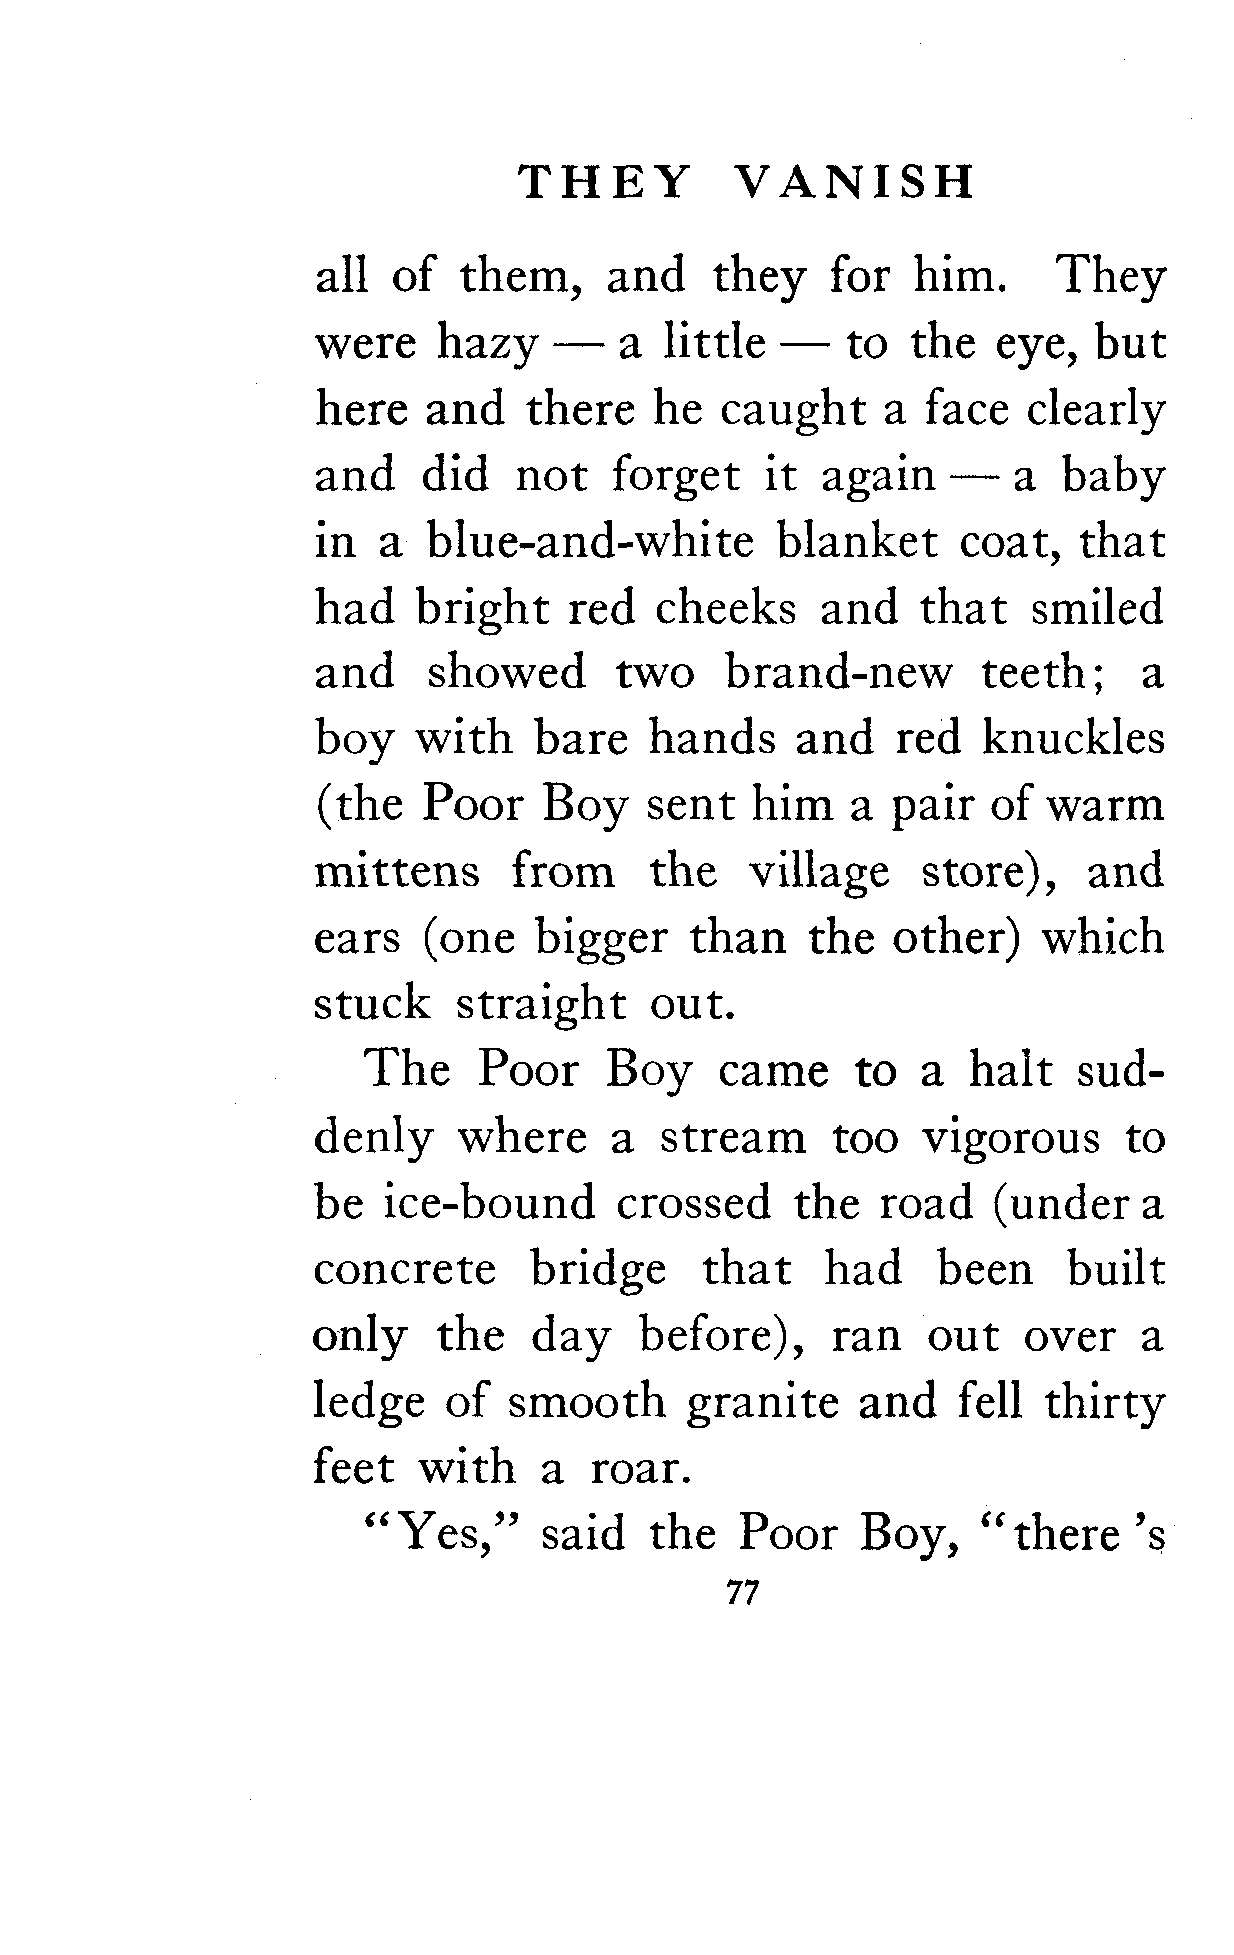 THEY VANISH
all of them, and they for him. They
were hazy — a little — to the eye, but
here and there he caught a face clearly
and did not forget it again — a baby
in a blue-and-white blanket coat, that
had bright red cheeks and that smiled
and showed two brand-new teeth; a
boy with bare hands and red knuckles
(the Poor Boy sent him a pair of warm
mittens from the village store), and
ears (one bigger than the other) which
stuck straight out.
The Poor Boy came to a halt sud-
denly where a stream too vigorous to
be ice-bound crossed the road (under a
concrete bridge that had been built
only the day before), ran out over a
ledge of smooth granite and fell thirty
feet with a roar.
“Yes,” said the Poor Boy, “there ’s
77